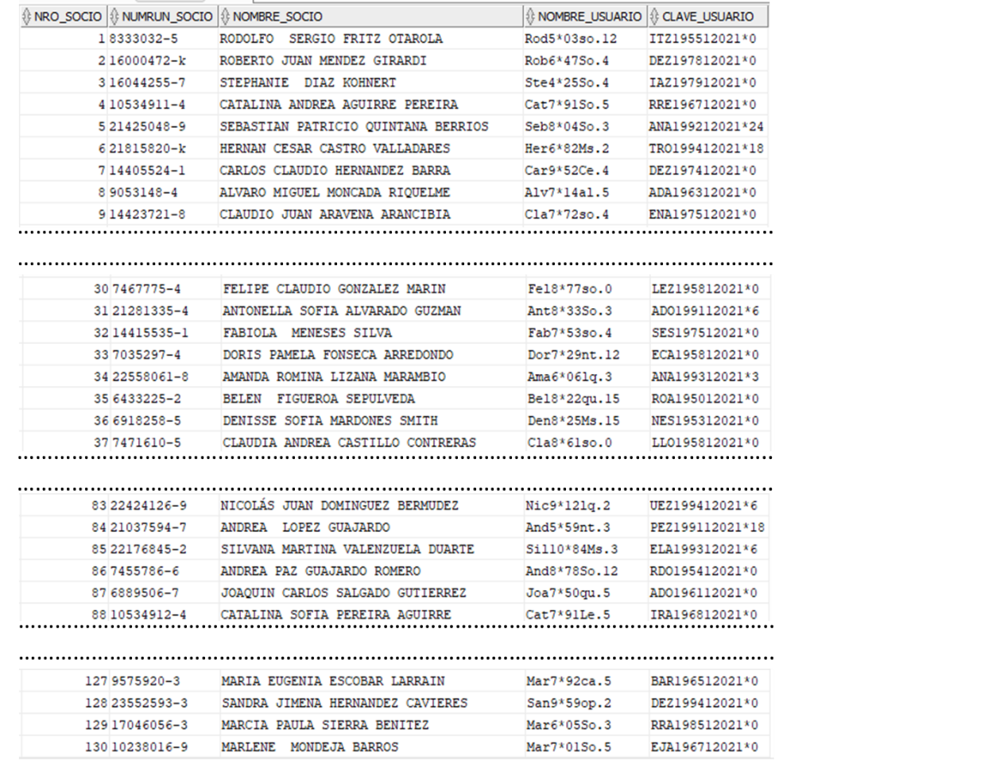 NRO_SOCIO NUMRUN_SOCIO NOMBRE_SOCIO NOMBRE_USUARIO CLAVE_USUARIO
1 8333032-5 RODOLFO  SERGIO FRITZ OTAROLA Rod5*03so.12 ITZ195512021*0
2 16000472-k ROBERTO JUAN MENDEZ GIRARDI Rob6*47So.4 DEZ197812021*0
3 16044255-7 STEPHANIE  DIAZ KOHNERT Ste4*25So.4 IAZ197912021*0
4 10534911-4 CATALINA ANDREA AGUIRRE PEREIRA Cat7*91So.5 RRE196712021*0
5 21425048-9 SEBASTIAN PATRICIO QUINTANA BERRIOS Seb8*04So.3 ANA199212021*24
6 21815820-k HERNAN CESAR CASTRO VALLADARES Her6*82Ms.2 TRO199412021*18
7 14405524-1 CARLOS CLAUDIO HERNANDEZ BARRA Car9*52Ce.4 DEZ197412021*0
8 9053148-4 ALVARO MIGUEL MONCADA RIQUELME Alv7*14al.5 ADA196312021*0
9 14423721-8 CLAUDIO JUAN ARAVENA ARANCIBIA Cla7*72so.4 ENA197512021*0
30 7467775-4 FELIPE CLAUDIO GONZALEZ MARIN Fel8*77so.0 LEZ195812021*0
31 21281335-4 ANTONELLA SOFIA ALVARADO GUZMAN Ant8*33So.3 ADO199112021*6
32 14415535-1 FABIOLA  MENESES SILVA Fab7*53so.4 SES197512021*0
33 7035297-4 DORIS PAMELA FONSECA ARREDONDO Dor7*29nt.12 ECA195812021*0
34 22558061-8 AMANDA ROMINA LIZANA MARAMBIO Ama6*06lq.3 ANA199312021*3
35 6433225-2 BELEN  FIGUEROA SEPULVEDA Bel8*22qu.15 ROA195012021*0
36 6918258-5 DENISSE SOFIA MARDONES SMITH Den8*25Ms.15 NES195312021*0
37 7471610-5 CLAUDIA ANDREA CASTILLO CONTRERAS Cla8*61so.0 LLO195812021*0
83 22424126-9 NICOLÁS JUAN DOMINGUEZ BERMUDEZ Nic9*12lq.2 UEZ199412021*6
84 21037594-7 ANDREA  LOPEZ GUAJARDO And5*59nt.3 PEZ199112021*18
85 22176845-2 SILVANA MARTINA VALENZUELA DUARTE Sil10*84Ms.3 ELA199312021*6
86 7455786-6 ANDREA PAZ GUAJARDO ROMERO And8*78So.12 RDO195412021*0
87 6889506-7 JOAQUIN CARLOS SALGADO GUTIERREZ Joa7*50qu.5 ADO196112021*0
88 10534912-4 CATALINA SOFIA PEREIRA AGUIRRE Cat7*91Le.5 IRA196812021*0
127 9575920-3 MARIA EUGENIA ESCOBAR LARRAIN Mar7*92ca.5 BAR196512021*0
128 23552593-3 SANDRA JIMENA HERNANDEZ CAVIERES San9*59op.2 DEZ199412021*0
129 17046056-3 MARCIA PAULA SIERRA BENITEZ Mar6*05So.3 RRA198512021*0
130 10238016-9 MARLENE  MONDEJA BARROS Mar7*01So.5 EJA196712021*0